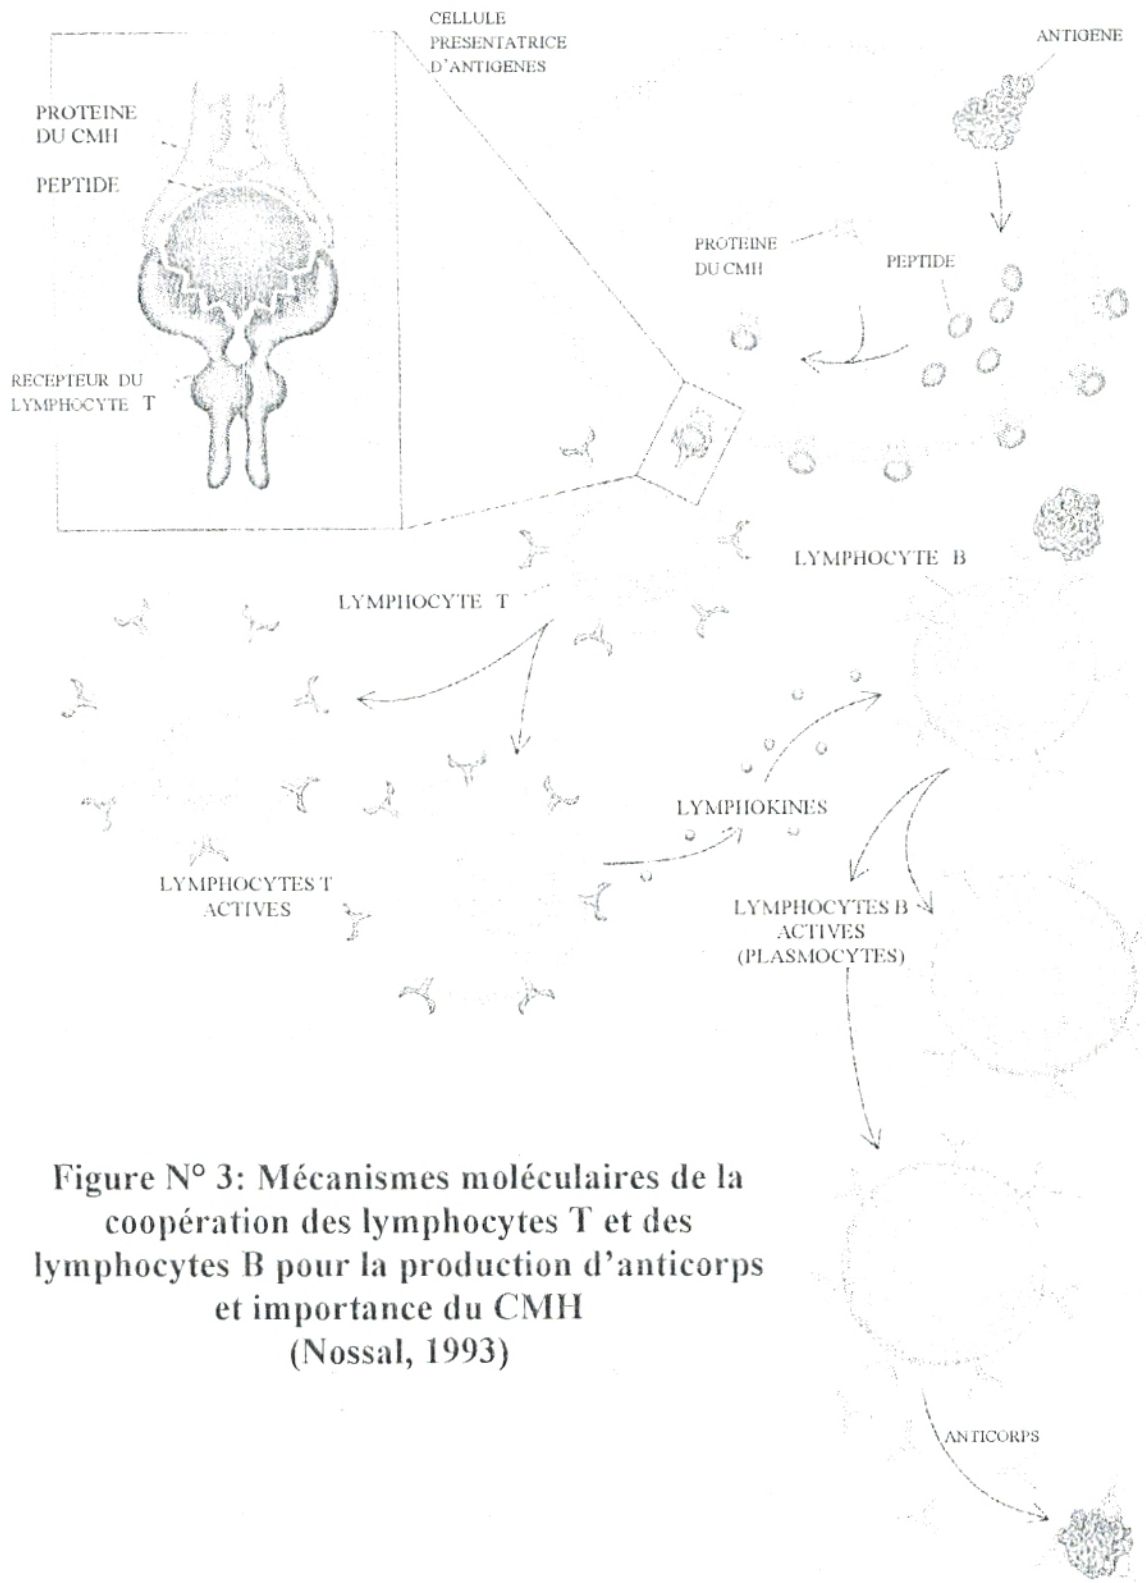 CELLULE
PRESENTATRICE
D'ANTIGENES
ANTIGENE
PROTEINE
DU CMH
PEPTIDE
RECEPTEUR DU
LYMPHOCYTE T
PROTEINE
DU CMH
PEPTIDE
LYMPHOCYTE B
LYMPHOCYTE T
LYMPHOKINES
LYMPHOCYTES T
ACTIVES
LYMPHOCYTES B
ACTIVES
(PLASMOCYTES)
Figure N° 3: Mécanismes moléculaires de la
coopération des lymphocytes T et des
lymphocytes B pour la production d'anticorps
et importance du CMH
(Nossal, 1993)
ANTICORPS